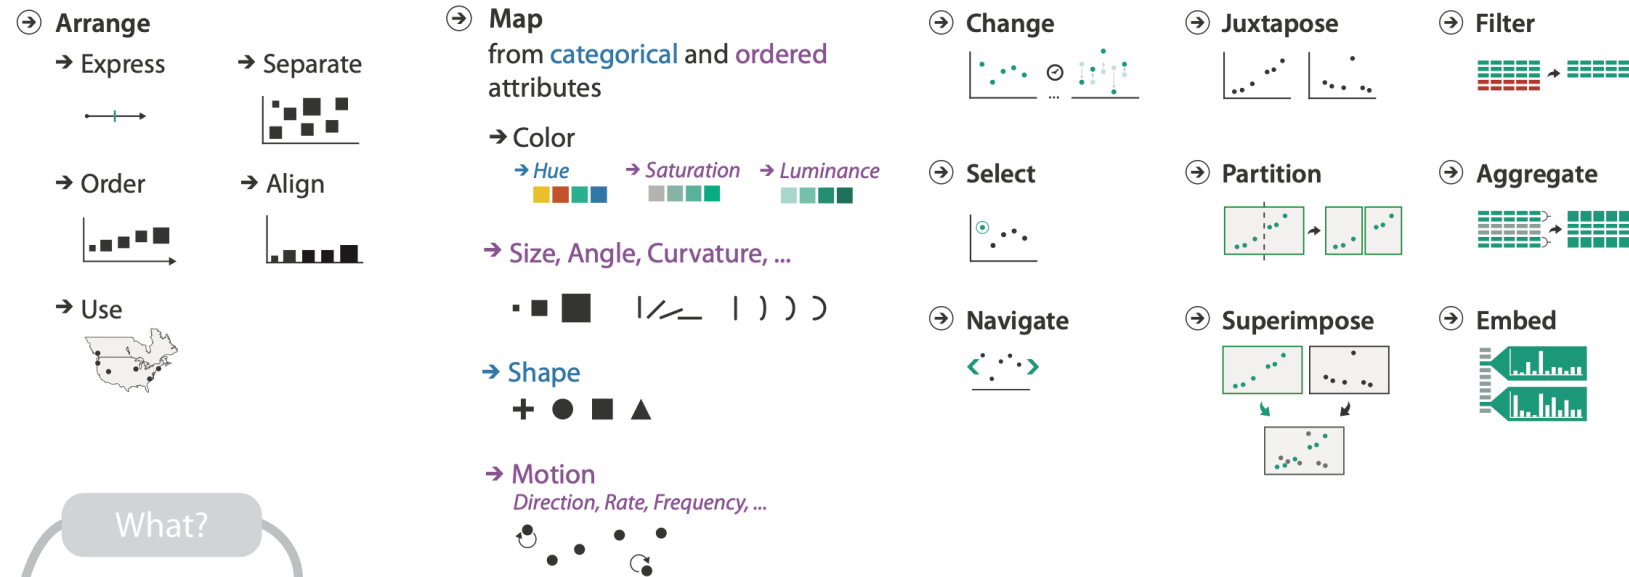 Arrange
Express
Separate
Order
Align
Use
What?
Map
from categorical and ordered
attributes
Color
Hue
Saturation
Luminance
Size, Angle, Curvature, ...
Shape
Motion
Direction, Rate, Frequency, ...
Change
...
Select
Navigate
Juxtapose
Partition
Superimpose
Filter
Aggregate
Embed